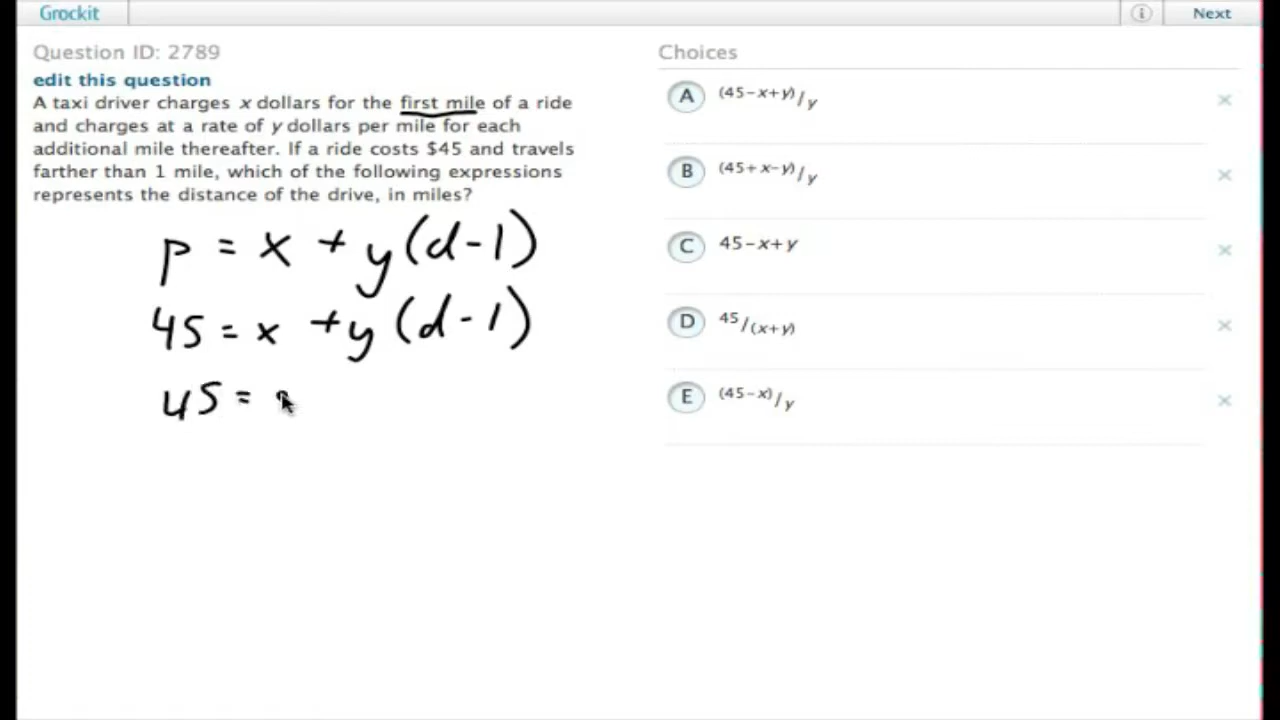 Grockit
Next
Question ID: 2789
edit this question
A taxi driver charges x dollars for the first mile of a ride
and charges at a rate of y dollars per mile for each
additional mile thereafter. If a ride costs $45 and travels
farther than 1 mile, which of the following expressions
represents the distance of the drive, in miles?
p = x + y(d-1)
45 = x + y(d-1)
45 =
Choices
A (45-x+y)/y
B (45+x-y)/y
C 45-x+y
D 45/(x+y)
E (45-x)/y